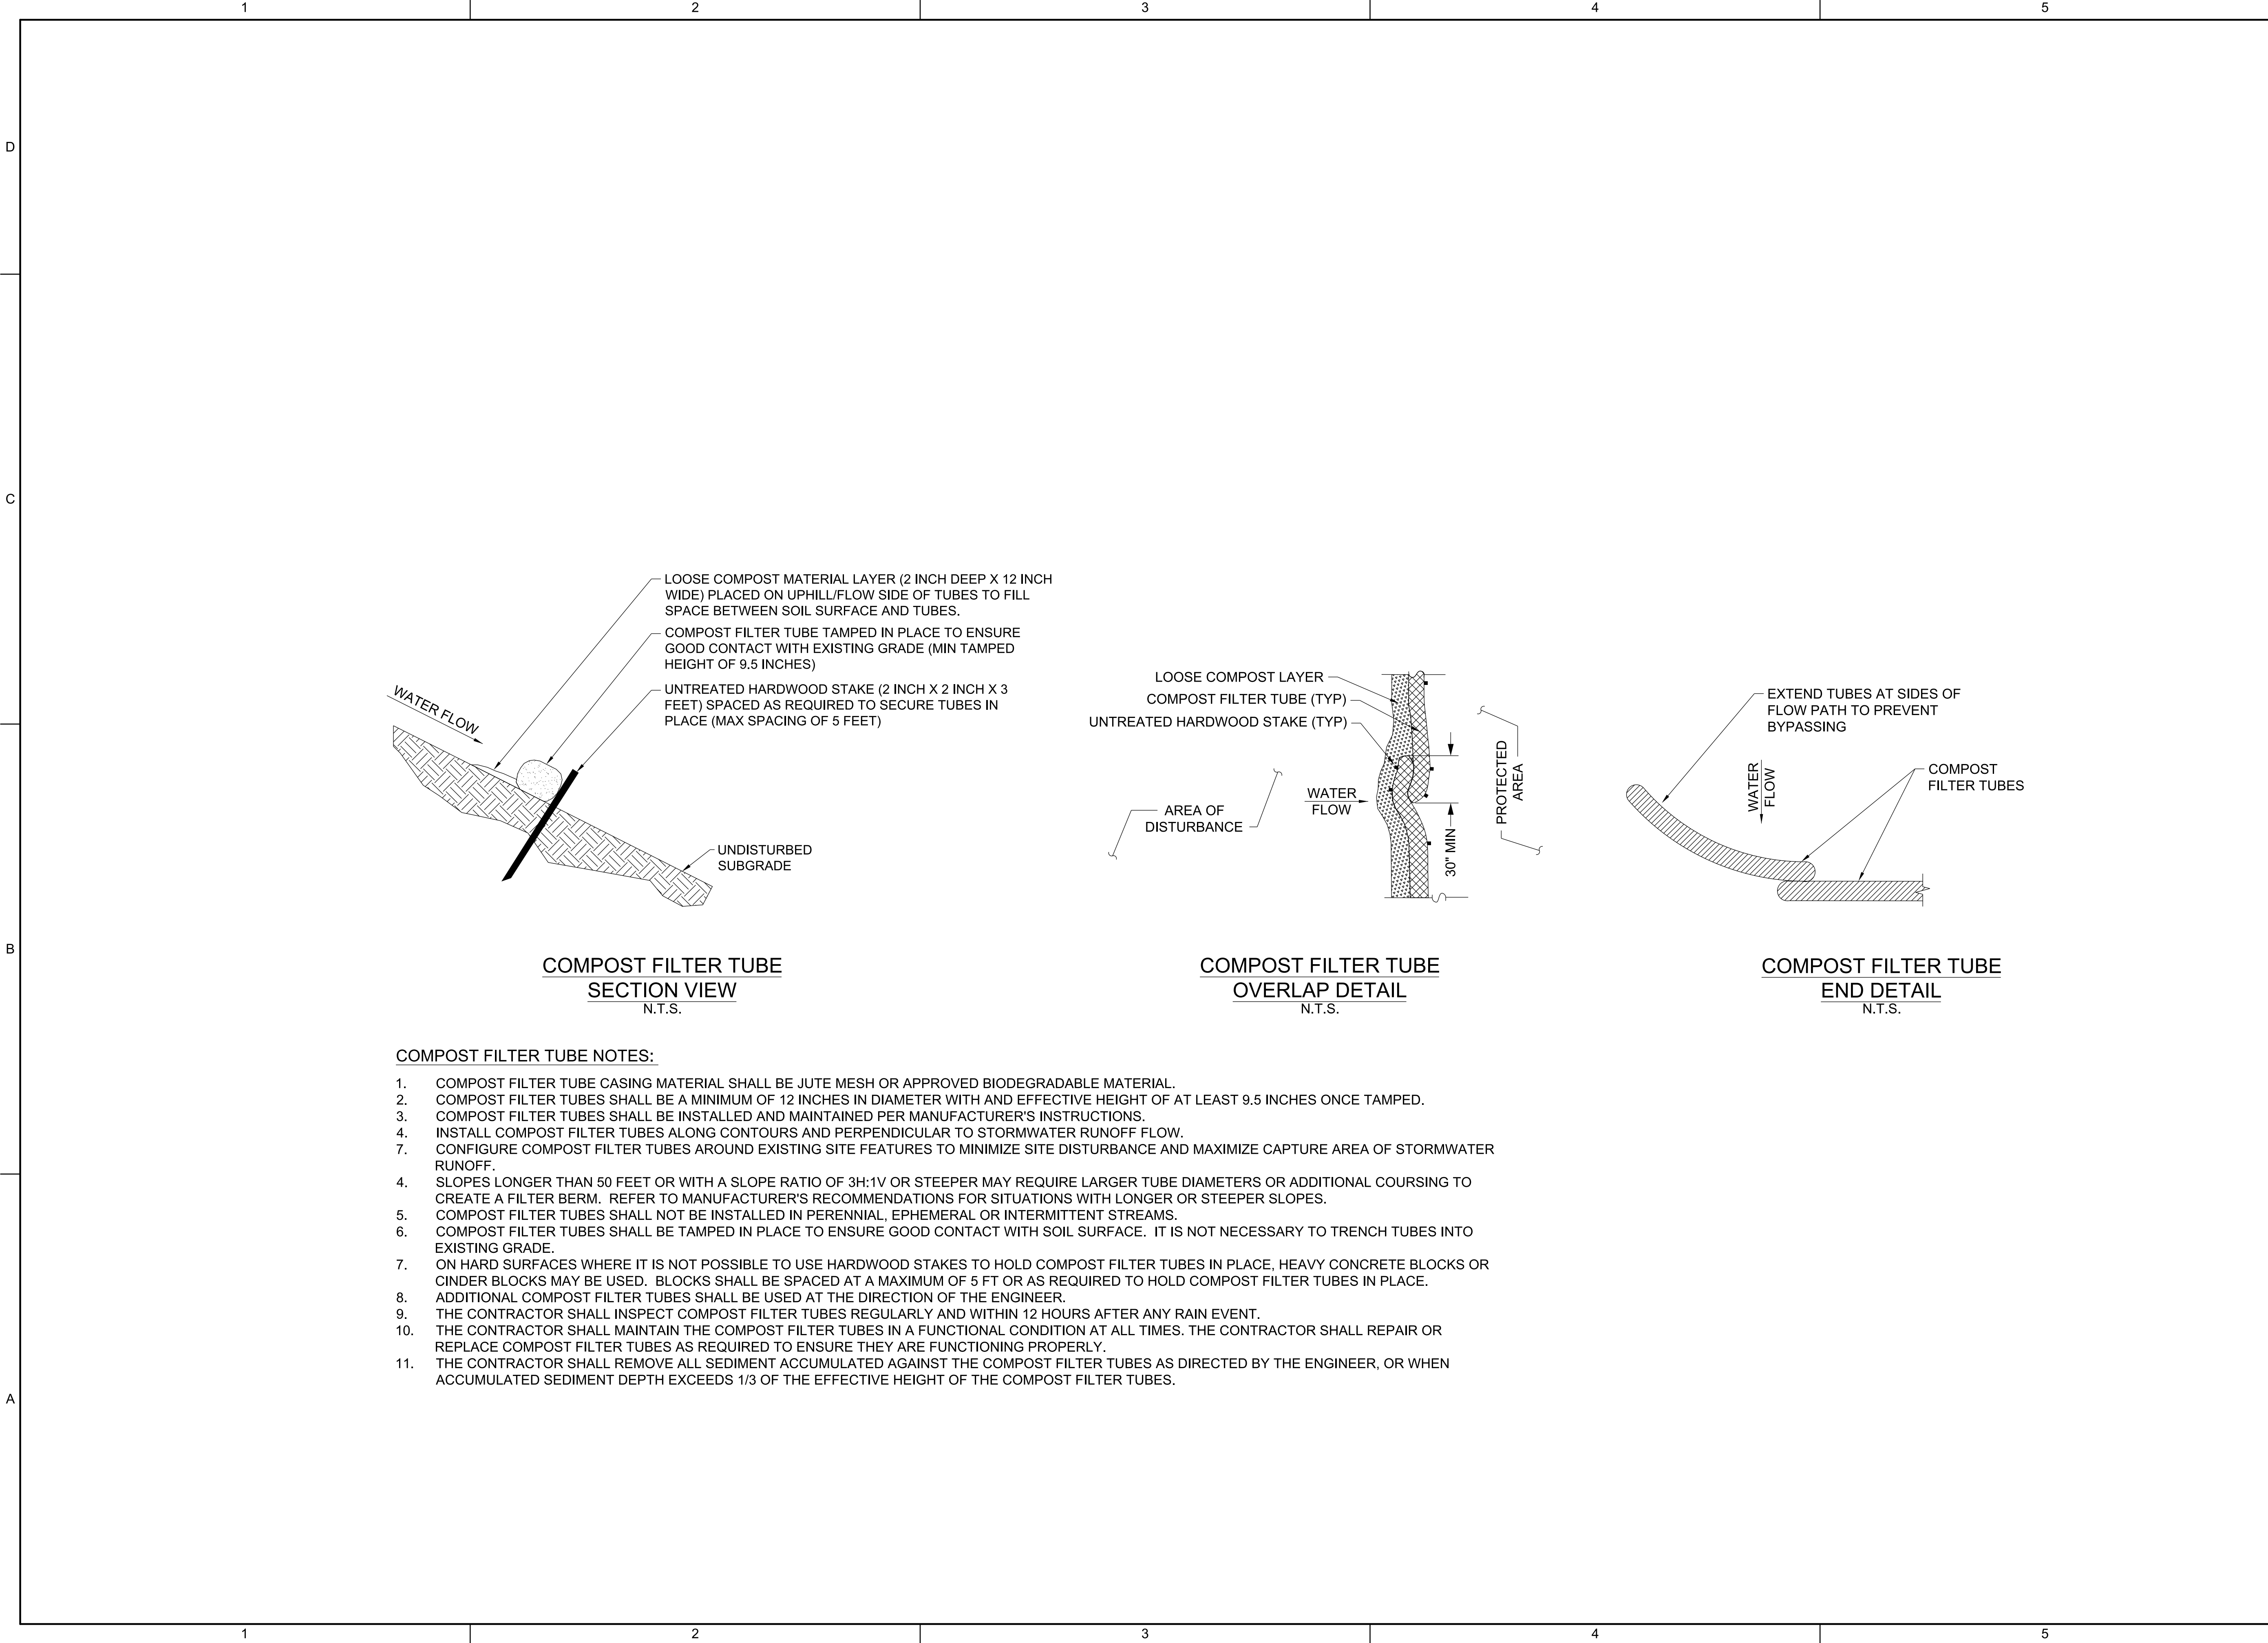 1 2 3 4 5
D
C
B
A
LOOSE COMPOST MATERIAL LAYER (2 INCH DEEP X 12 INCH
WIDE) PLACED ON UPHILL/FLOW SIDE OF TUBES TO FILL
SPACE BETWEEN SOIL SURFACE AND TUBES.
COMPOST FILTER TUBE TAMPED IN PLACE TO ENSURE
GOOD CONTACT WITH EXISTING GRADE (MIN TAMPED
HEIGHT OF 9.5 INCHES)
UNTREATED HARDWOOD STAKE (2 INCH X 2 INCH X 3
FEET) SPACED AS REQUIRED TO SECURE TUBES IN
PLACE (MAX SPACING OF 5 FEET)
WATER FLOW
UNDISTURBED
SUBGRADE
COMPOST FILTER TUBE
SECTION VIEW
N.T.S.
LOOSE COMPOST LAYER
COMPOST FILTER TUBE (TYP)
UNTREATED HARDWOOD STAKE (TYP)
AREA OF
DISTURBANCE
WATER
FLOW
30" MIN
PROTECTED
AREA
COMPOST FILTER TUBE
OVERLAP DETAIL
N.T.S.
EXTEND TUBES AT SIDES OF
FLOW PATH TO PREVENT
BYPASSING
WATER
FLOW
COMPOST
FILTER TUBES
COMPOST FILTER TUBE
END DETAIL
N.T.S.
COMPOST FILTER TUBE NOTES:
1. COMPOST FILTER TUBE CASING MATERIAL SHALL BE JUTE MESH OR APPROVED BIODEGRADABLE MATERIAL.
2. COMPOST FILTER TUBES SHALL BE A MINIMUM OF 12 INCHES IN DIAMETER WITH AND EFFECTIVE HEIGHT OF AT LEAST 9.5 INCHES ONCE TAMPED.
3. COMPOST FILTER TUBES SHALL BE INSTALLED AND MAINTAINED PER MANUFACTURER'S INSTRUCTIONS.
4. INSTALL COMPOST FILTER TUBES ALONG CONTOURS AND PERPENDICULAR TO STORMWATER RUNOFF FLOW.
7. CONFIGURE COMPOST FILTER TUBES AROUND EXISTING SITE FEATURES TO MINIMIZE SITE DISTURBANCE AND MAXIMIZE CAPTURE AREA OF STORMWATER
RUNOFF.
4. SLOPES LONGER THAN 50 FEET OR WITH A SLOPE RATIO OF 3H:1V OR STEEPER MAY REQUIRE LARGER TUBE DIAMETERS OR ADDITIONAL COURSING TO
CREATE A FILTER BERM. REFER TO MANUFACTURER'S RECOMMENDATIONS FOR SITUATIONS WITH LONGER OR STEEPER SLOPES.
5. COMPOST FILTER TUBES SHALL NOT BE INSTALLED IN PERENNIAL, EPHEMERAL OR INTERMITTENT STREAMS.
6. COMPOST FILTER TUBES SHALL BE TAMPED IN PLACE TO ENSURE GOOD CONTACT WITH SOIL SURFACE. IT IS NOT NECESSARY TO TRENCH TUBES INTO
EXISTING GRADE.
7. ON HARD SURFACES WHERE IT IS NOT POSSIBLE TO USE HARDWOOD STAKES TO HOLD COMPOST FILTER TUBES IN PLACE, HEAVY CONCRETE BLOCKS OR
CINDER BLOCKS MAY BE USED. BLOCKS SHALL BE SPACED AT A MAXIMUM OF 5 FT OR AS REQUIRED TO HOLD COMPOST FILTER TUBES IN PLACE.
8. ADDITIONAL COMPOST FILTER TUBES SHALL BE USED AT THE DIRECTION OF THE ENGINEER.
9. THE CONTRACTOR SHALL INSPECT COMPOST FILTER TUBES REGULARLY AND WITHIN 12 HOURS AFTER ANY RAIN EVENT.
10. THE CONTRACTOR SHALL MAINTAIN THE COMPOST FILTER TUBES IN A FUNCTIONAL CONDITION AT ALL TIMES. THE CONTRACTOR SHALL REPAIR OR
REPLACE COMPOST FILTER TUBES AS REQUIRED TO ENSURE THEY ARE FUNCTIONING PROPERLY.
11. THE CONTRACTOR SHALL REMOVE ALL SEDIMENT ACCUMULATED AGAINST THE COMPOST FILTER TUBES AS DIRECTED BY THE ENGINEER, OR WHEN
ACCUMULATED SEDIMENT DEPTH EXCEEDS 1/3 OF THE EFFECTIVE HEIGHT OF THE COMPOST FILTER TUBES.
1 2 3 4 5